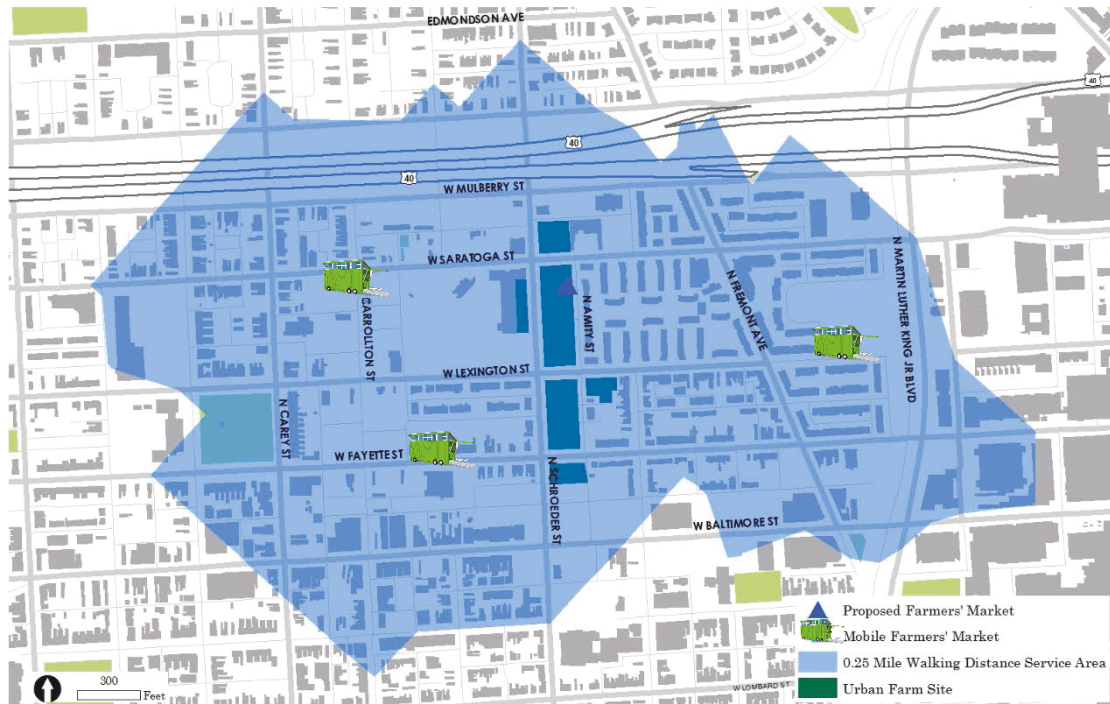 EDMONDSON AVE
40
40
40
W MULBERRY ST
W SARATOGA ST
N CARROLLTON ST
N AMITY ST
N FREMONT AVE
N MARTIN LUTHER KING JR BLVD
W LEXINGTON ST
N CAREY ST
W FAYETTE ST
N SCHROEDER ST
W BALTIMORE ST
W LOMBARD ST
300
Feet
Proposed Farmers' Market
Mobile Farmers' Market
0.25 Mile Walking Distance Service Area
Urban Farm Site